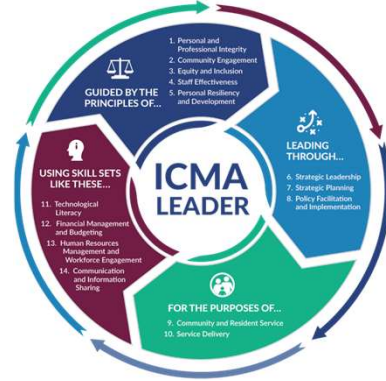 GUIDED BY THE
PRINCIPLES OF...
1. Personal and
Professional Integrity
2. Community Engagement
3. Equity and Inclusion
4. Staff Effectiveness
5. Personal Resiliency
and Development
LEADING
THROUGH...
6. Strategic Leadership
7. Strategic Planning
8. Policy Facilitation
and Implementation
FOR THE PURPOSES OF...
9. Community and Resident Service
10. Service Delivery
USING SKILL SETS
LIKE THESE...
11. Technological
Literacy
12. Financial Management
and Budgeting
13. Human Resources
Management and
Workforce Engagement
14. Communication
and Information
Sharing
ICMA
LEADER